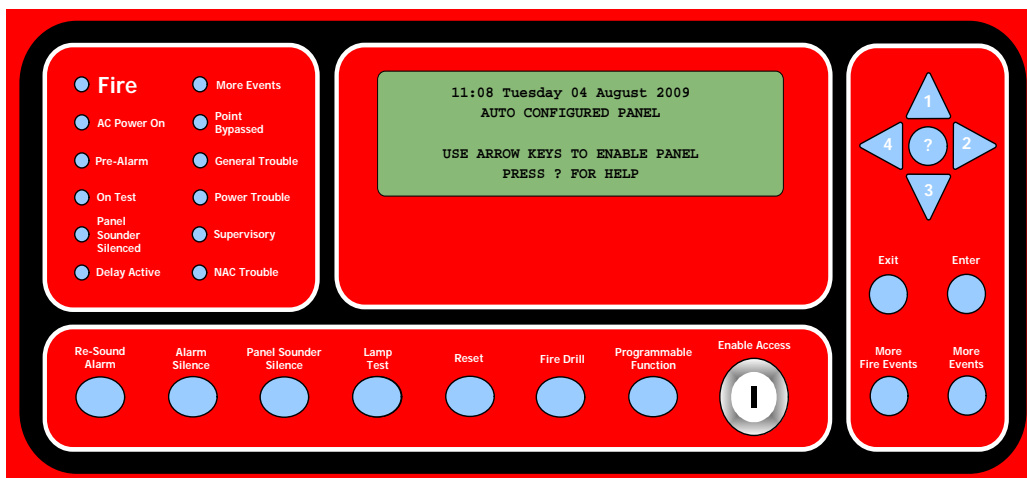 Fire
More Events
AC Power On
Point
Bypassed
Pre-Alarm
General Trouble
On Test
Power Trouble
Panel
Sounder
Silenced
Supervisory
Delay Active
NAC Trouble
11:08 Tuesday 04 August 2009
AUTO CONFIGURED PANEL
USE ARROW KEYS TO ENABLE PANEL
PRESS ? FOR HELP
1
4
?
2
3
Exit
Enter
More
Fire Events
More
Events
Re-Sound
Alarm
Alarm
Silence
Panel Sounder
Silence
Lamp
Test
Reset
Fire Drill
Programmable
Function
Enable Access